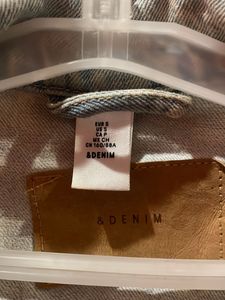 EUR S
US S
CA P
MX CH
CN 160/88A
&DENIM
& DENIM